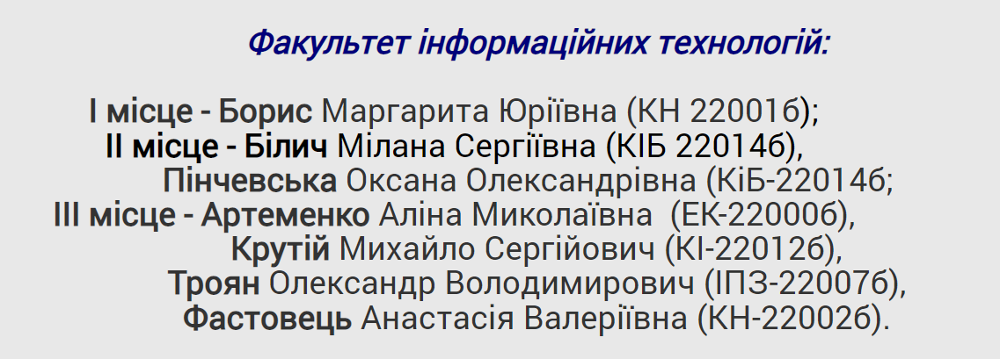 Факультет інформаційних технологій:
І місце - Борис Маргарита Юріївна (КН 22001б);
ІІ місце - Білич Мілана Сергіївна (КІБ 22014б),
Пінчевська Оксана Олександрівна (КіБ-22014б;
ІІІ місце - Артеменко Аліна Миколаївна (ЕК-22000б),
Крутій Михайло Сергійович (КІ-22012б),
Троян Олександр Володимирович (ІПЗ-22007б),
Фастовець Анастасія Валеріївна (КН-22002б).